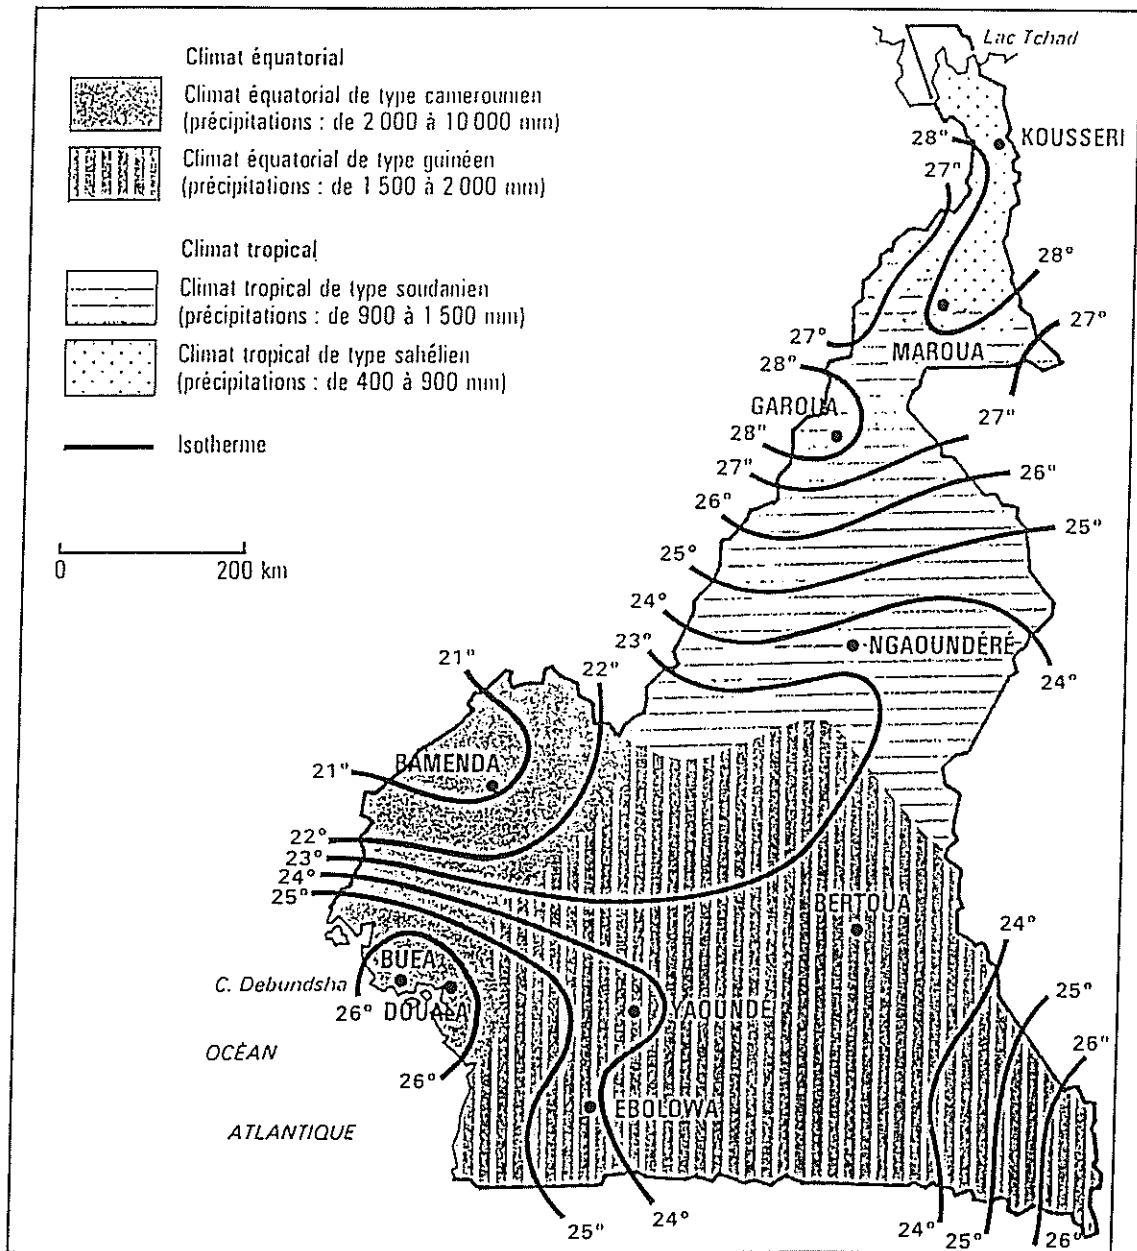 Climat équatorial
Climat équatorial de type camerounien
(précipitations : de 2 000 à 10 000 mm)
Climat équatorial de type guinéen
(précipitations : de 1 500 à 2 000 mm)
Climat tropical
Climat tropical de type soudanien
(précipitations : de 900 à 1 500 mm)
Climat tropical de type sahélien
(précipitations : de 400 à 900 mm)
Isotherme
0 200 km
Lac Tchad
28°
KOUSSERI
27°
28°
27°
27°
MAROUA
28°
GAROUA
27°
28°
27°
26°
26°
25°
25°
24°
23°
NGAOUNDÉRÉ
24°
21°
22°
BAMENDA
21°
22°
23°
24°
25°
BERTOUA
24°
BUEA
C. Debundsha
25°
26° DOUALA
YAOUNDÉ
OCÉAN
26°
26°
EBOLOWA
ATLANTIQUE
25°
24°
24°
25°
26°